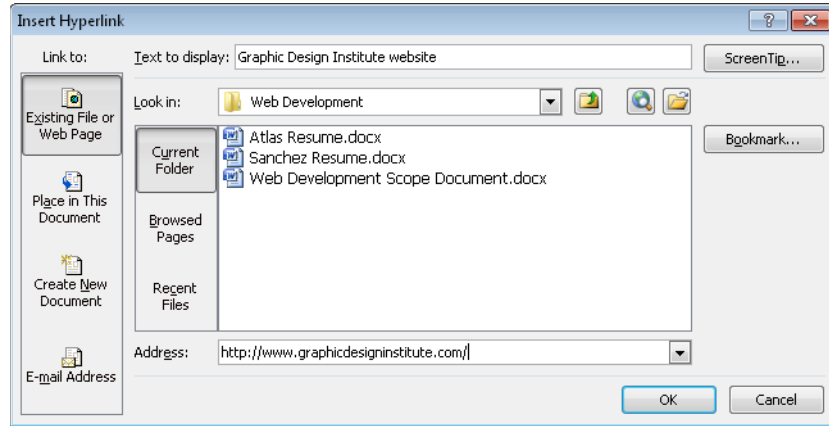 Insert Hyperlink
Link to:
Text to display: Graphic Design Institute website
ScreenTip...
Existing File or
Web Page
Look in: Web Development
Current
Folder
Atlas Resume.docx
Sanchez Resume.docx
Web Development Scope Document.docx
Bookmark...
Place in This
Document
Browsed
Pages
Create New
Document
Recent
Files
Address: http://www.graphicdesigninstitute.com/
E-mail Address
OK
Cancel